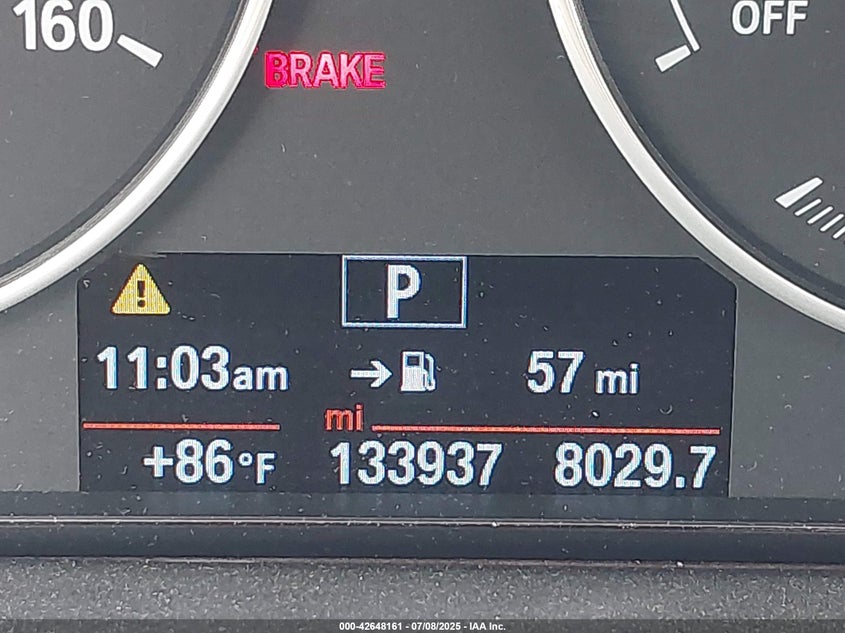 160
OFF
BRAKE
P
11:03am
57 mi
mi
+86°F
133937
8029.7
000-42648161 - 07/08/2025 - IAA Inc.